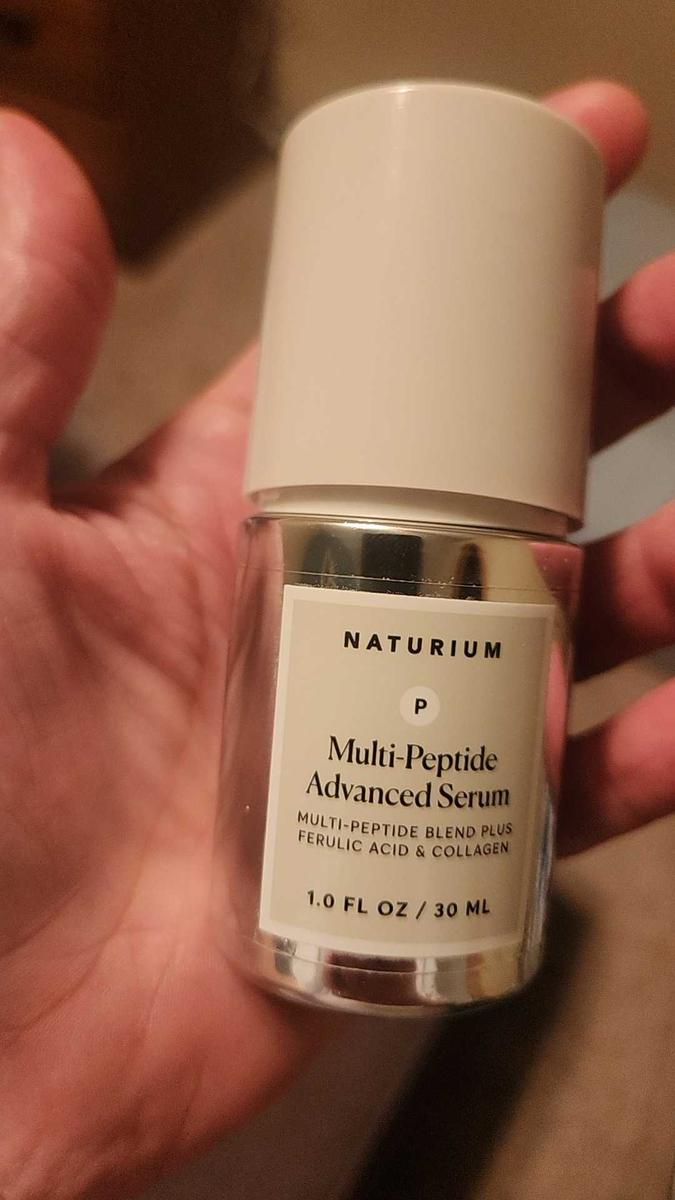 NATURIUM
P
Multi-Peptide
Advanced Serum
MULTI-PEPTIDE BLEND PLUS
FERULIC ACID & COLLAGEN
1.0 FL OZ / 30 ML